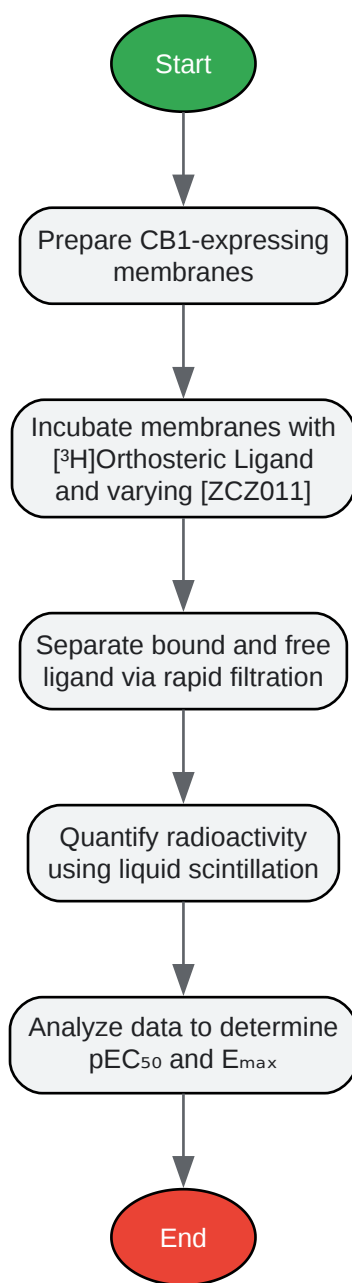 Start
Prepare CB1-expressing
membranes
Incubate membranes with
[³H]Orthosteric Ligand
and varying [ZCZ011]
Separate bound and free
ligand via rapid filtration
Quantify radioactivity
using liquid scintillation
Analyze data to determine
pEC₅₀ and Eₘₐₓ
End